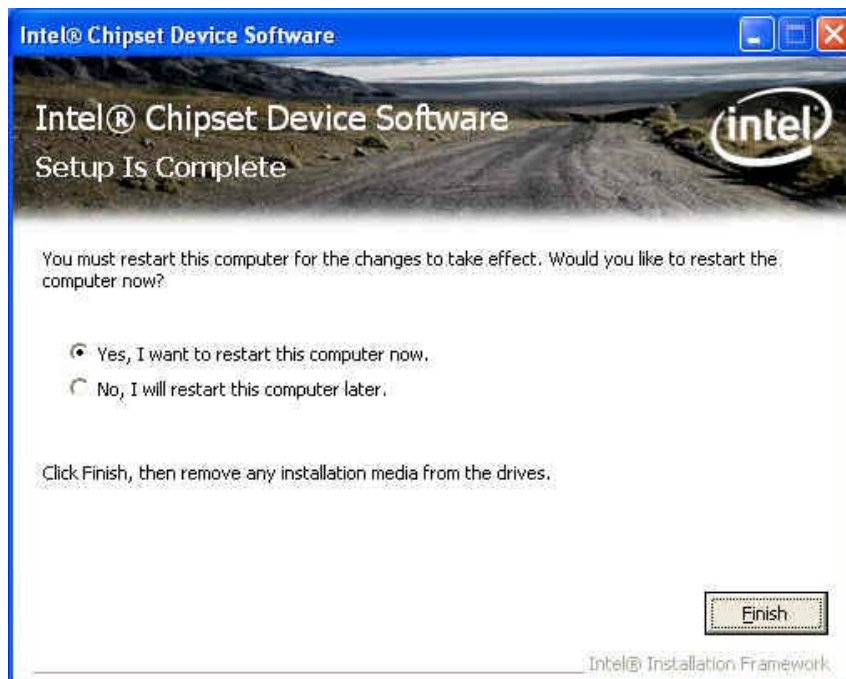 Intel® Chipset Device Software
Intel® Chipset Device Software
intel
Setup Is Complete
You must restart this computer for the changes to take effect. Would you like to restart the
computer now?
Yes, I want to restart this computer now.
No, I will restart this computer later.
Click Finish, then remove any installation media from the drives.
Finish
Intel® Installation Framework